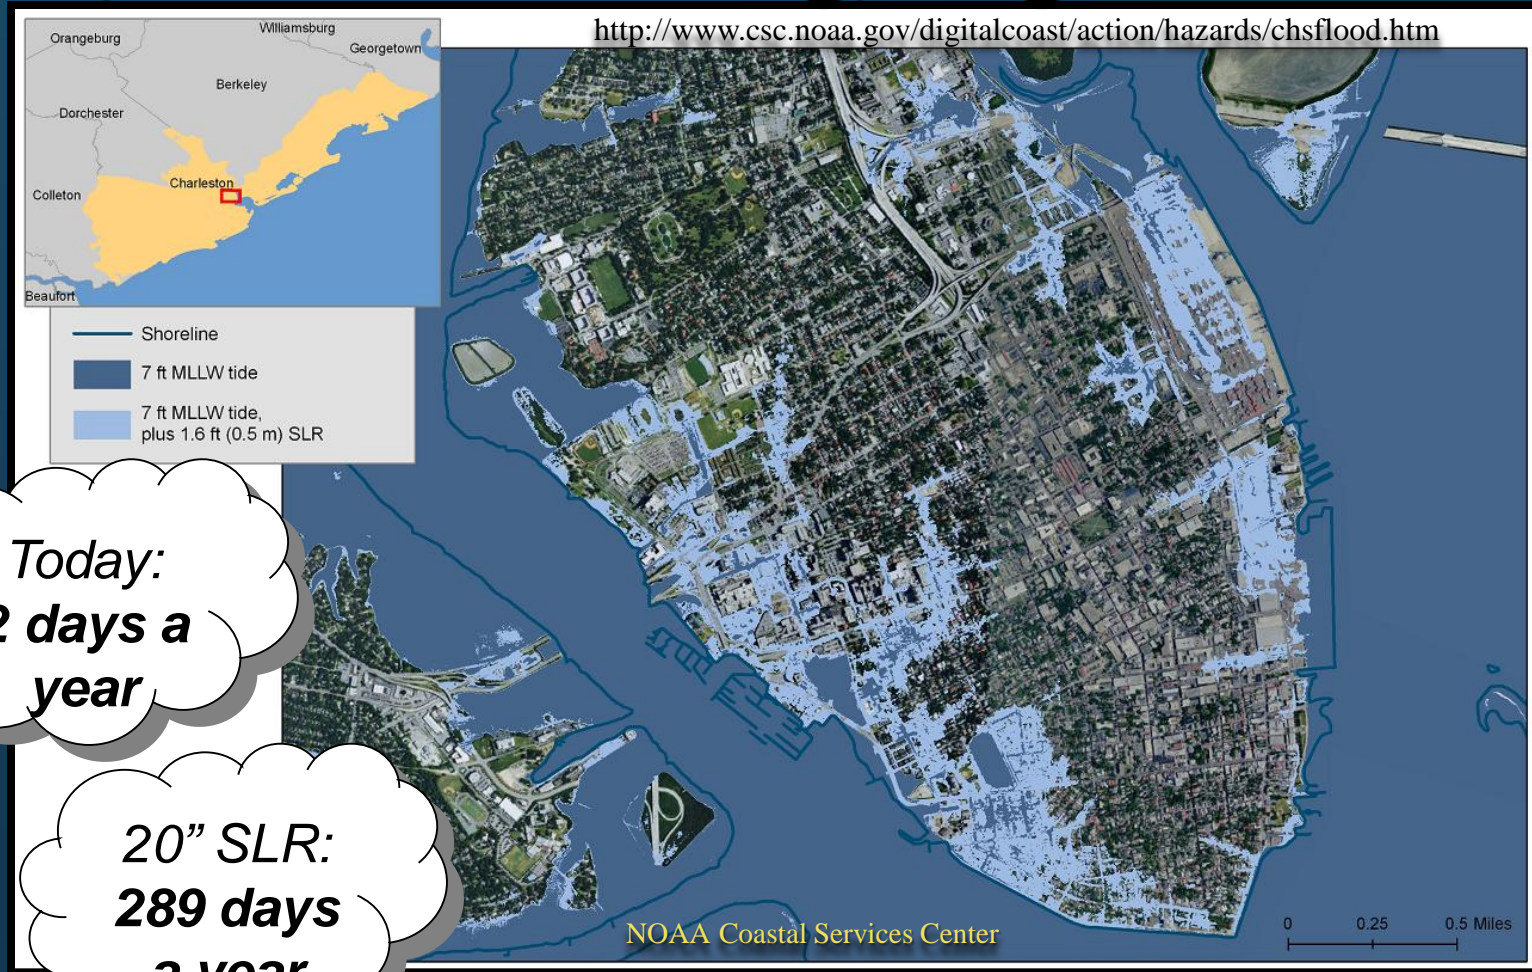 http://www.csc.noaa.gov/digitalcoast/action/hazards/chsflood.htm
Orangeburg
Williamsburg
Georgetown
Berkeley
Dorchester
Charleston
Colleton
Beaufort
Shoreline
7 ft MLLW tide
7 ft MLLW tide,
plus 1.6 ft (0.5 m) SLR
Today:
2 days a
year
20” SLR:
289 days
a year
NOAA Coastal Services Center
0 0.25 0.5 Miles